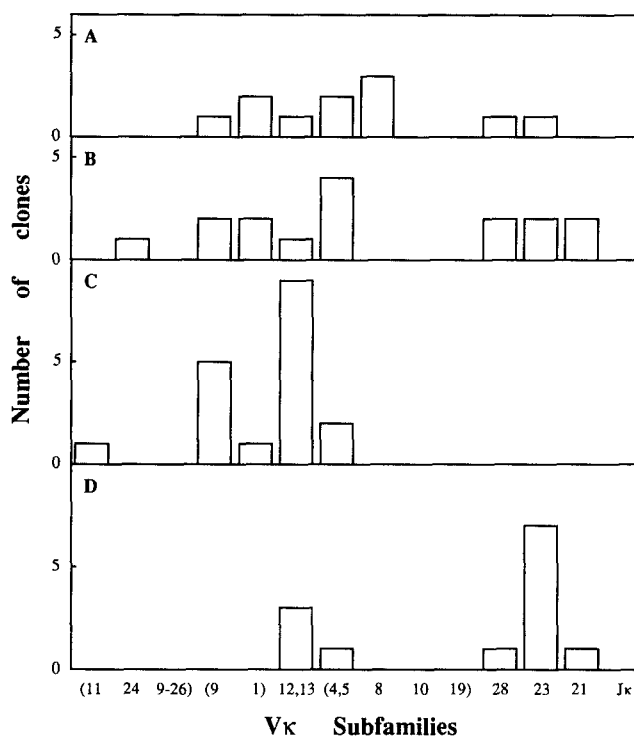 A
5
0
B
5
0
C
5
0
D
5
0
Number of clones
(11 24 9-26) (9 1) 12,13 (4,5 8 10 19) 28 23 21 Jκ
Vκ Subfamilies